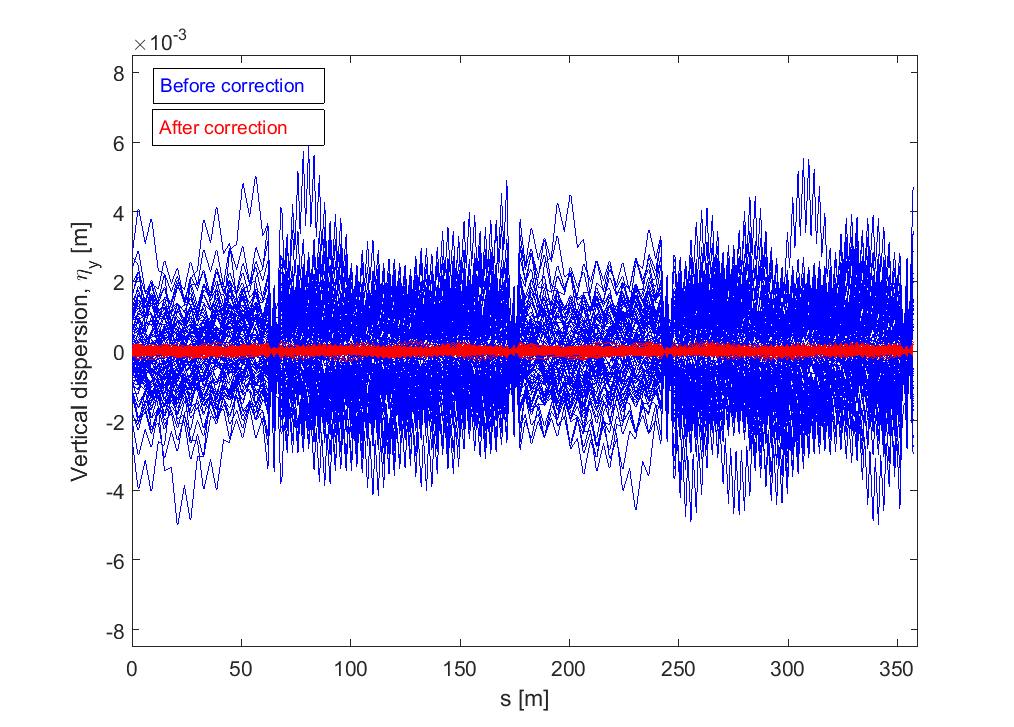 ×10-3
Before correction
After correction
8
6
4
2
0
-2
-4
-6
-8
Vertical dispersion, ηy [m]
0 50 100 150 200 250 300 350
s [m]